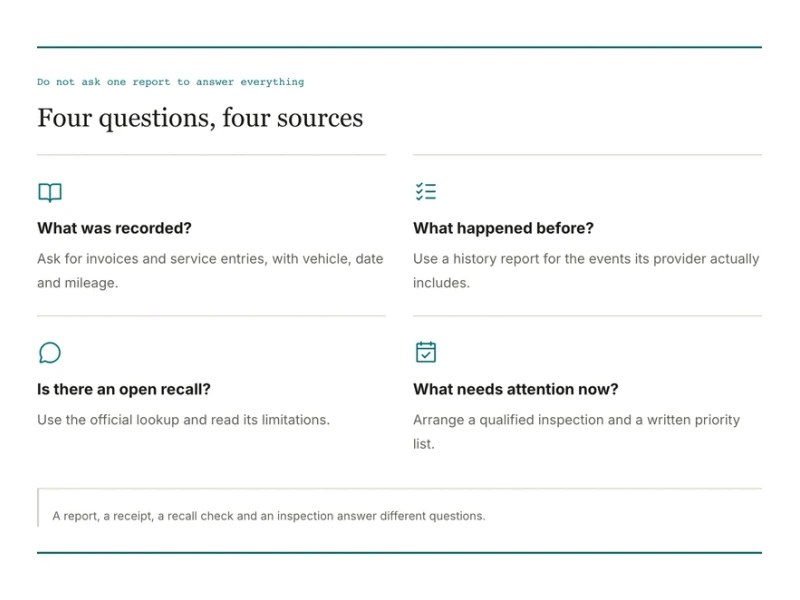 Do not ask one report to answer everything
Four questions, four sources
What was recorded?
Ask for invoices and service entries, with vehicle, date
and mileage.
What happened before?
Use a history report for the events its provider actually
includes.
Is there an open recall?
Use the official lookup and read its limitations.
What needs attention now?
Arrange a qualified inspection and a written priority
list.
A report, a receipt, a recall check and an inspection answer different questions.